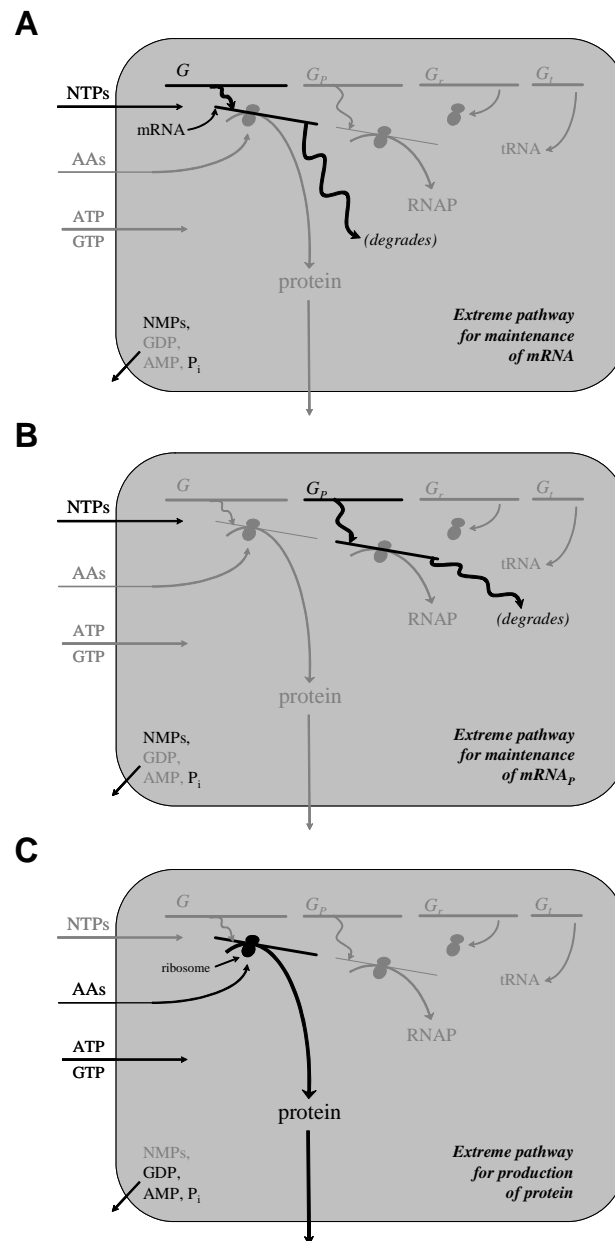 A
G
G_P
G_r
G_t
NTPs
mRNA
tRNA
AAs
RNAP
ATP
GTP
(degrades)
protein
NMPs,
GDP,
AMP, P_i
Extreme pathway
for maintenance
of mRNA
B
G
G_P
G_r
G_t
NTPs
tRNA
AAs
RNAP
(degrades)
ATP
GTP
protein
NMPs,
GDP,
AMP, P_i
Extreme pathway
for maintenance
of mRNA_P
C
G
G_P
G_r
G_t
NTPs
ribosome
tRNA
AAs
RNAP
ATP
GTP
protein
NMPs,
GDP,
AMP, P_i
Extreme pathway
for production
of protein